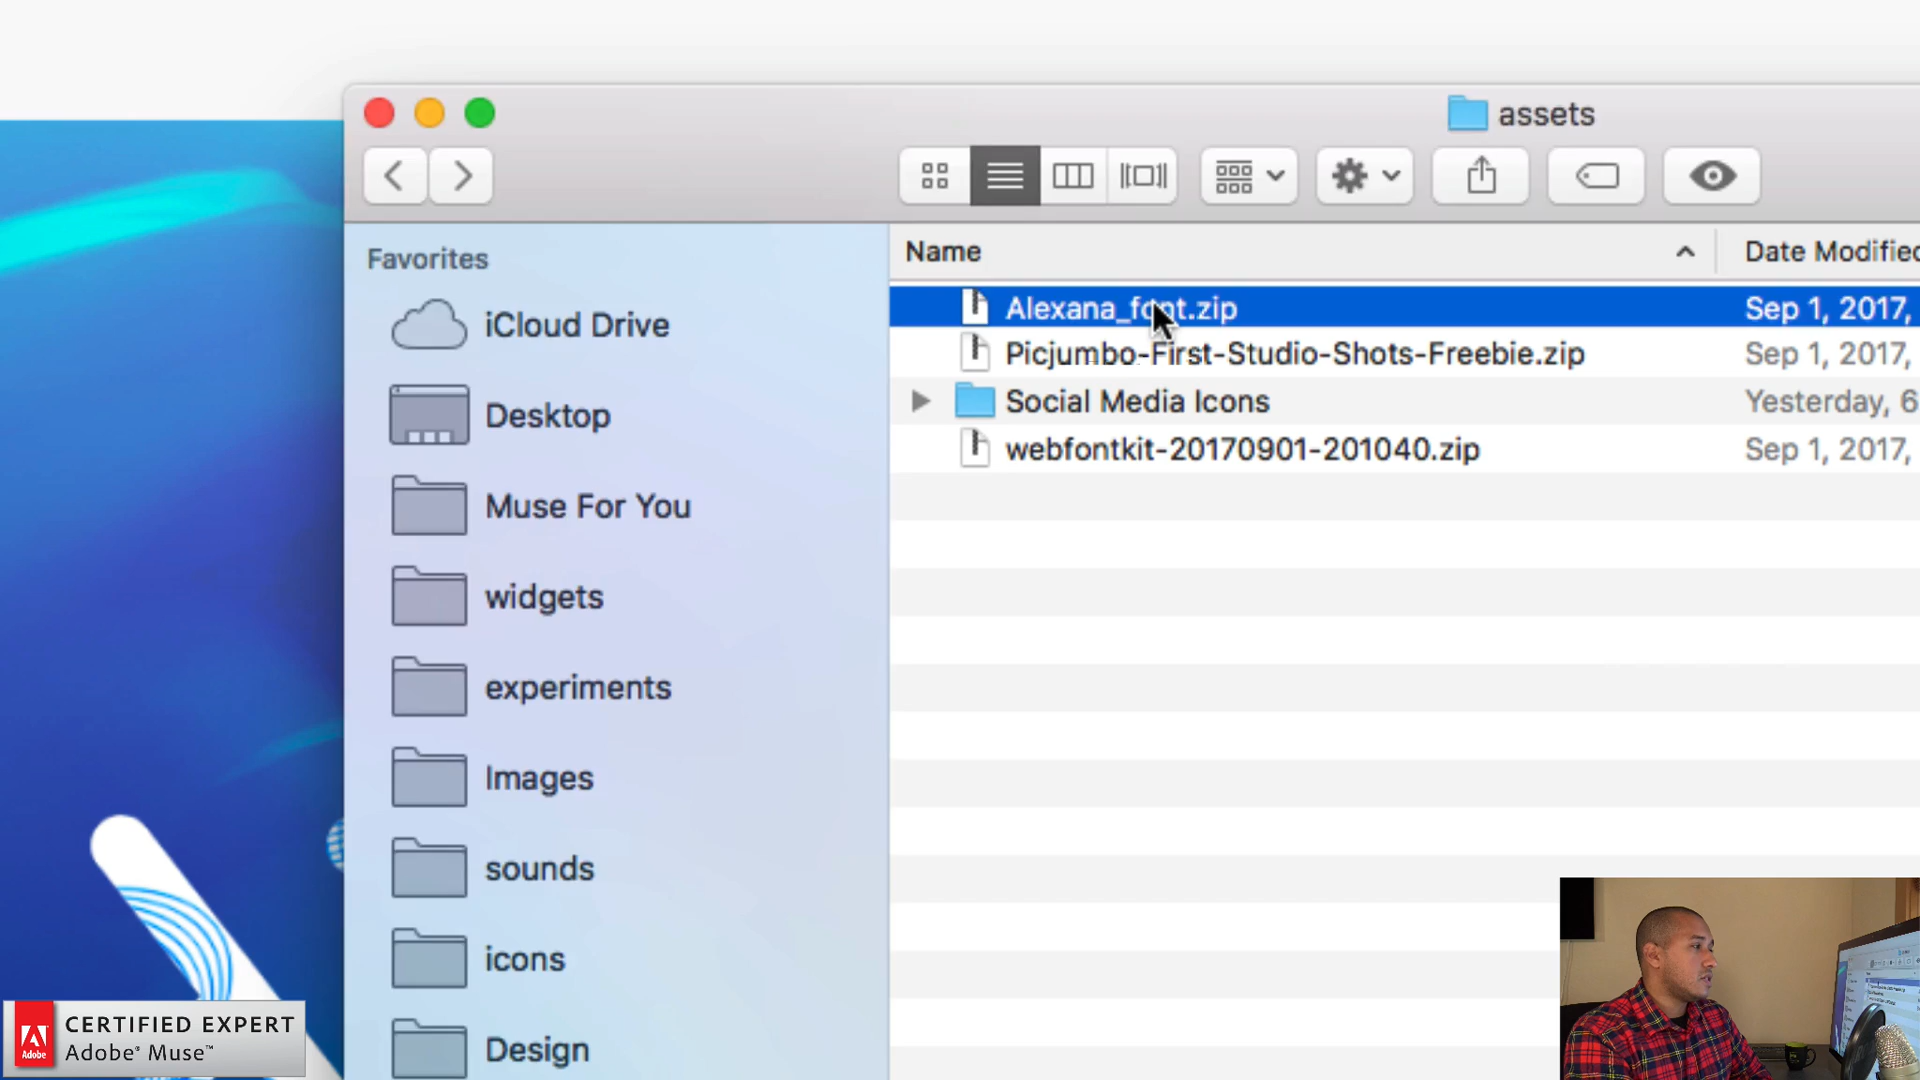 assets
Favorites
iCloud Drive
Desktop
Muse For You
widgets
experiments
Images
sounds
icons
Design
Name
Date Modified
Alexana_font.zip
Sep 1, 2017,
Picjumbo-First-Studio-Shots-Freebie.zip
Sep 1, 2017,
Social Media Icons
Yesterday, 6
webfontkit-20170901-201040.zip
Sep 1, 2017,
CERTIFIED EXPERT
Adobe
Adobe® Muse™